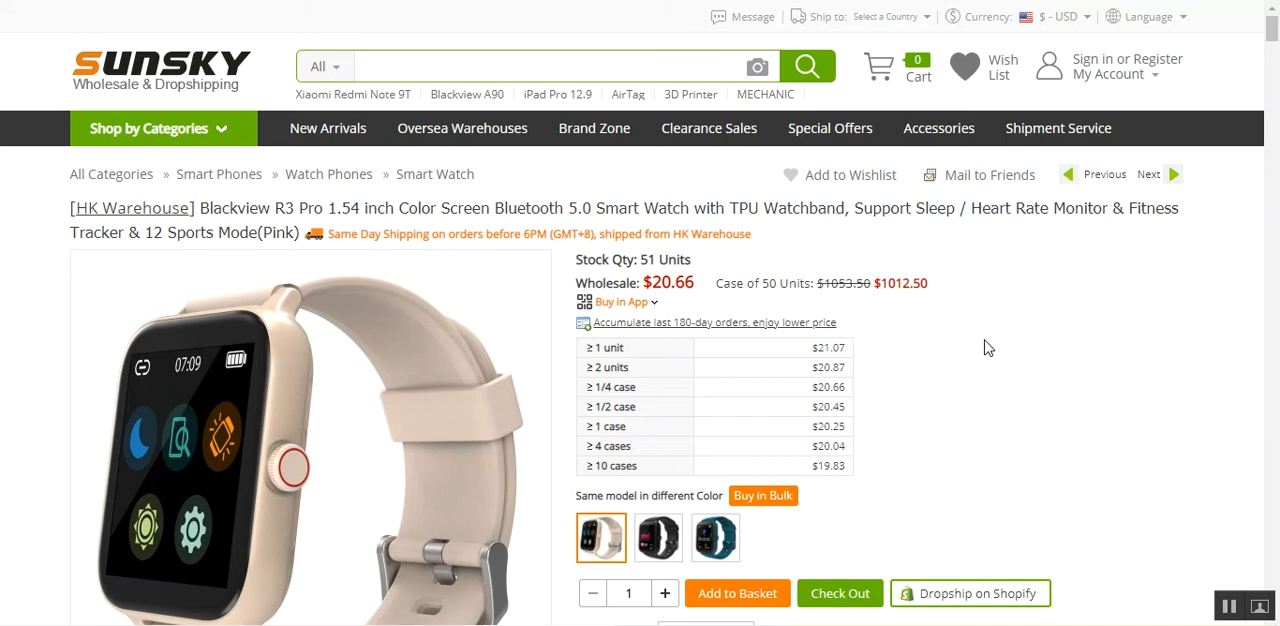 Message Ship to: Select a Country Currency: $ - USD Language
SUNSKY
Wholesale & Dropshipping
All
0
Cart
Wish
List
Sign in or Register
My Account
Xiaomi Redmi Note 9T Blackview A90 iPad Pro 12.9 AirTag 3D Printer MECHANIC
Shop by Categories New Arrivals Oversea Warehouses Brand Zone Clearance Sales Special Offers Accessories Shipment Service
All Categories » Smart Phones » Watch Phones » Smart Watch Add to Wishlist Mail to Friends Previous Next
[HK Warehouse] Blackview R3 Pro 1.54 inch Color Screen Bluetooth 5.0 Smart Watch with TPU Watchband, Support Sleep / Heart Rate Monitor & Fitness
Tracker & 12 Sports Mode(Pink) Same Day Shipping on orders before 6PM (GMT+8), shipped from HK Warehouse
07:09
Stock Qty: 51 Units
Wholesale: $20.66 Case of 50 Units: $1053.50 $1012.50
Buy in App
Accumulate last 180-day orders, enjoy lower price
≥ 1 unit $21.07
≥ 2 units $20.87
≥ 1/4 case $20.66
≥ 1/2 case $20.45
≥ 1 case $20.25
≥ 4 cases $20.04
≥ 10 cases $19.83
Same model in different Color Buy in Bulk
− 1 + Add to Basket Check Out Dropship on Shopify